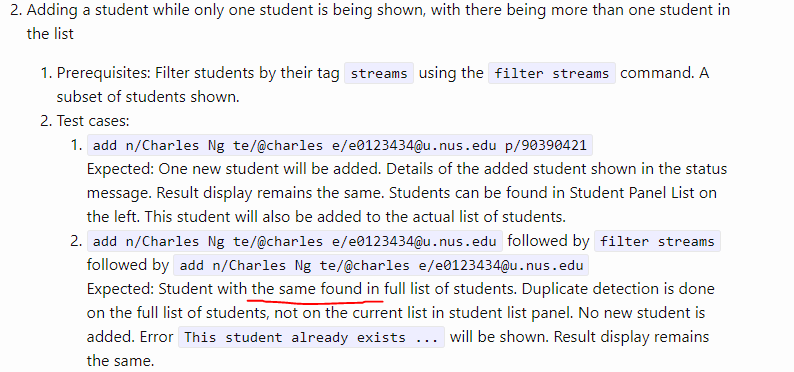 2. Adding a student while only one student is being shown, with there being more than one student in
the list
1. Prerequisites: Filter students by their tag streams using the filter streams command. A
subset of students shown.
2. Test cases:
1. add n/Charles Ng te/@charles e/e0123434@u.nus.edu p/90390421
Expected: One new student will be added. Details of the added student shown in the status
message. Result display remains the same. Students can be found in Student Panel List on
the left. This student will also be added to the actual list of students.
2. add n/Charles Ng te/@charles e/e0123434@u.nus.edu followed by filter streams
followed by add n/Charles Ng te/@charles e/e0123434@u.nus.edu
Expected: Student with the same found in full list of students. Duplicate detection is done
on the full list of students, not on the current list in student list panel. No new student is
added. Error This student already exists ... will be shown. Result display remains
the same.